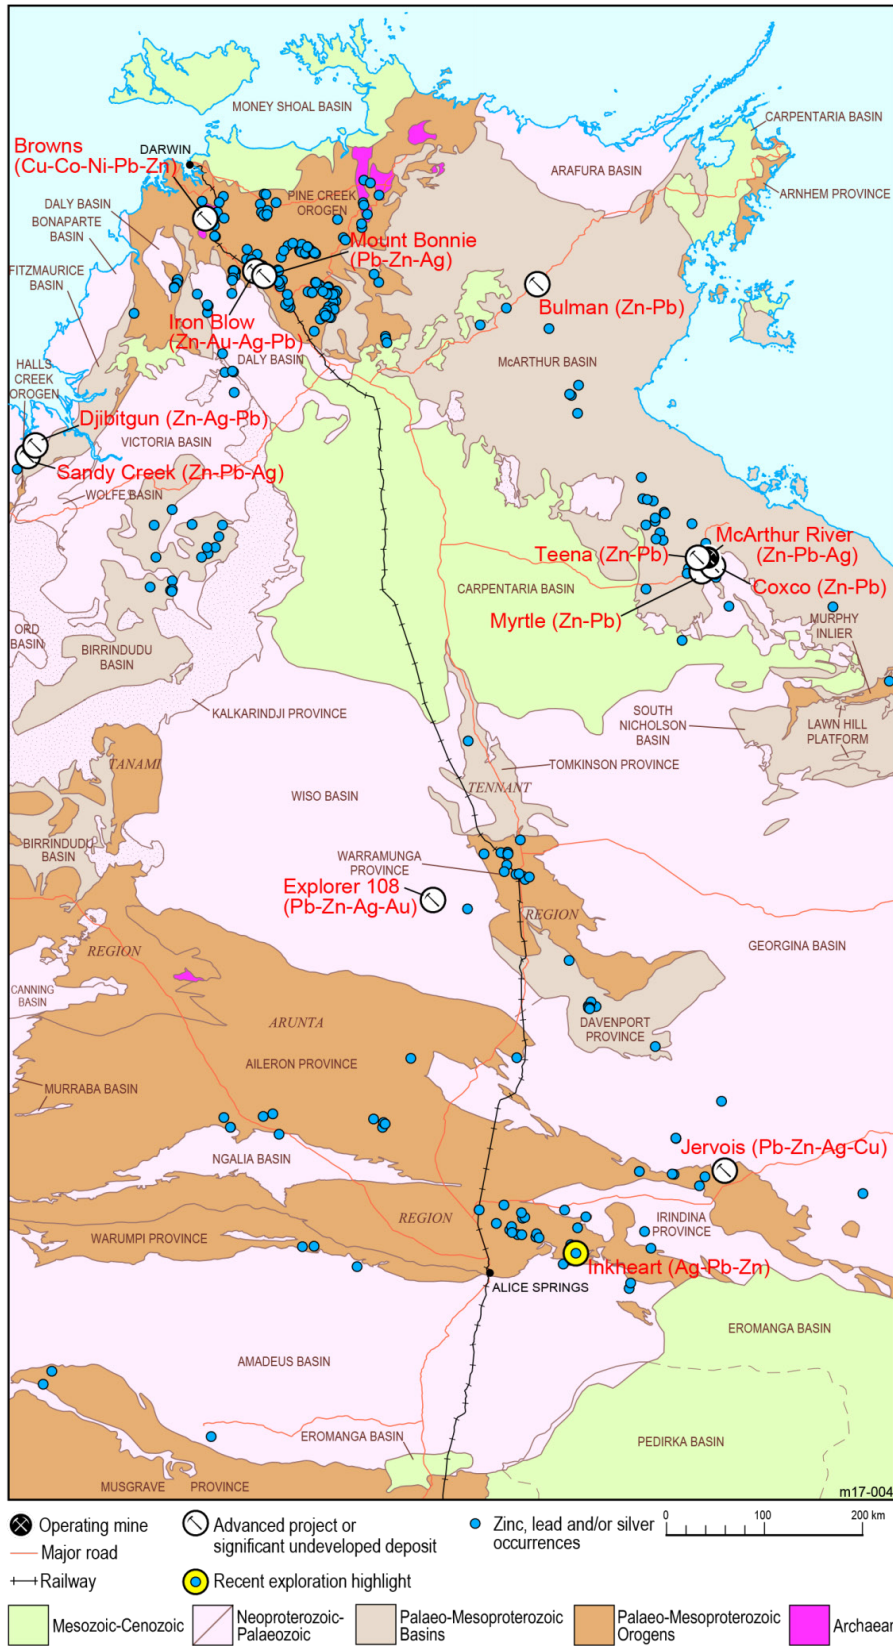 MONEY SHOAL BASIN
CARPENTARIA BASIN
Browns
(Cu-Co-Ni-Pb-Zn)
DARWIN
ARAFURA BASIN
ARNHEM PROVINCE
PINE CREEK
OROGEN
DALY BASIN
BONAPARTE
BASIN
Mount Bonnie
(Pb-Zn-Ag)
FITZMAURICE
BASIN
Bulman (Zn-Pb)
Iron Blow
(Zn-Au-Ag-Pb)
DALY BASIN
McARTHUR BASIN
HALLS
CREEK
OROGEN
Djibitgun (Zn-Ag-Pb)
VICTORIA BASIN
Sandy Creek (Zn-Pb-Ag)
WOLFE BASIN
McArthur River
(Zn-Pb-Ag)
Teena (Zn-Pb)
CARPENTARIA BASIN
Coxco (Zn-Pb)
Myrtle (Zn-Pb)
MURPHY
INLIER
ORD
BASIN
BIRRINDUDU
BASIN
KALKARINDJI PROVINCE
SOUTH
NICHOLSON
BASIN
LAWN HILL
PLATFORM
TANAMI
TOMKINSON PROVINCE
TENNANT
WISO BASIN
BIRRINDUDU
BASIN
WARRAMUNGA
PROVINCE
Explorer 108
(Pb-Zn-Ag-Au)
REGION
REGION
GEORGINA BASIN
CANNING
BASIN
ARUNTA
DAVENPORT
PROVINCE
AILERON PROVINCE
MURRABA BASIN
Jervois (Pb-Zn-Ag-Cu)
NGALIA BASIN
REGION
IRINDINA
PROVINCE
WARUMPI PROVINCE
Inkheart (Ag-Pb-Zn)
ALICE SPRINGS
EROMANGA BASIN
AMADEUS BASIN
EROMANGA BASIN
PEDIRKA BASIN
MUSGRAVE PROVINCE
m17-004
Operating mine
Advanced project or
significant undeveloped deposit
Zinc, lead and/or silver
occurrences
0 100 200 km
Major road
Railway
Recent exploration highlight
Mesozoic-Cenozoic
Neoproterozoic-
Palaeozoic
Palaeo-Mesoproterozoic
Basins
Palaeo-Mesoproterozoic
Orogens
Archaean